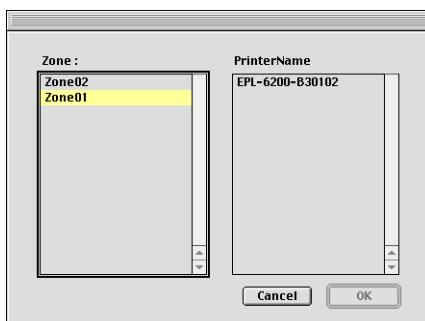 Zone :
Zone02
Zone01
PrinterName
EPL-6200-B30102
Cancel
OK